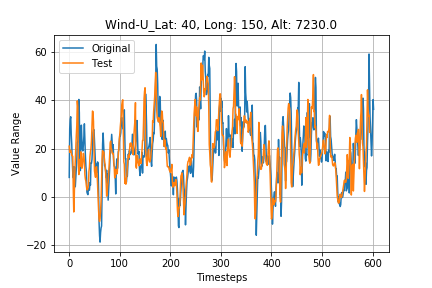 Wind-U_Lat: 40, Long: 150, Alt: 7230.0
Original
Test
60
40
20
0
−20
Value Range
0 100 200 300 400 500 600
Timesteps